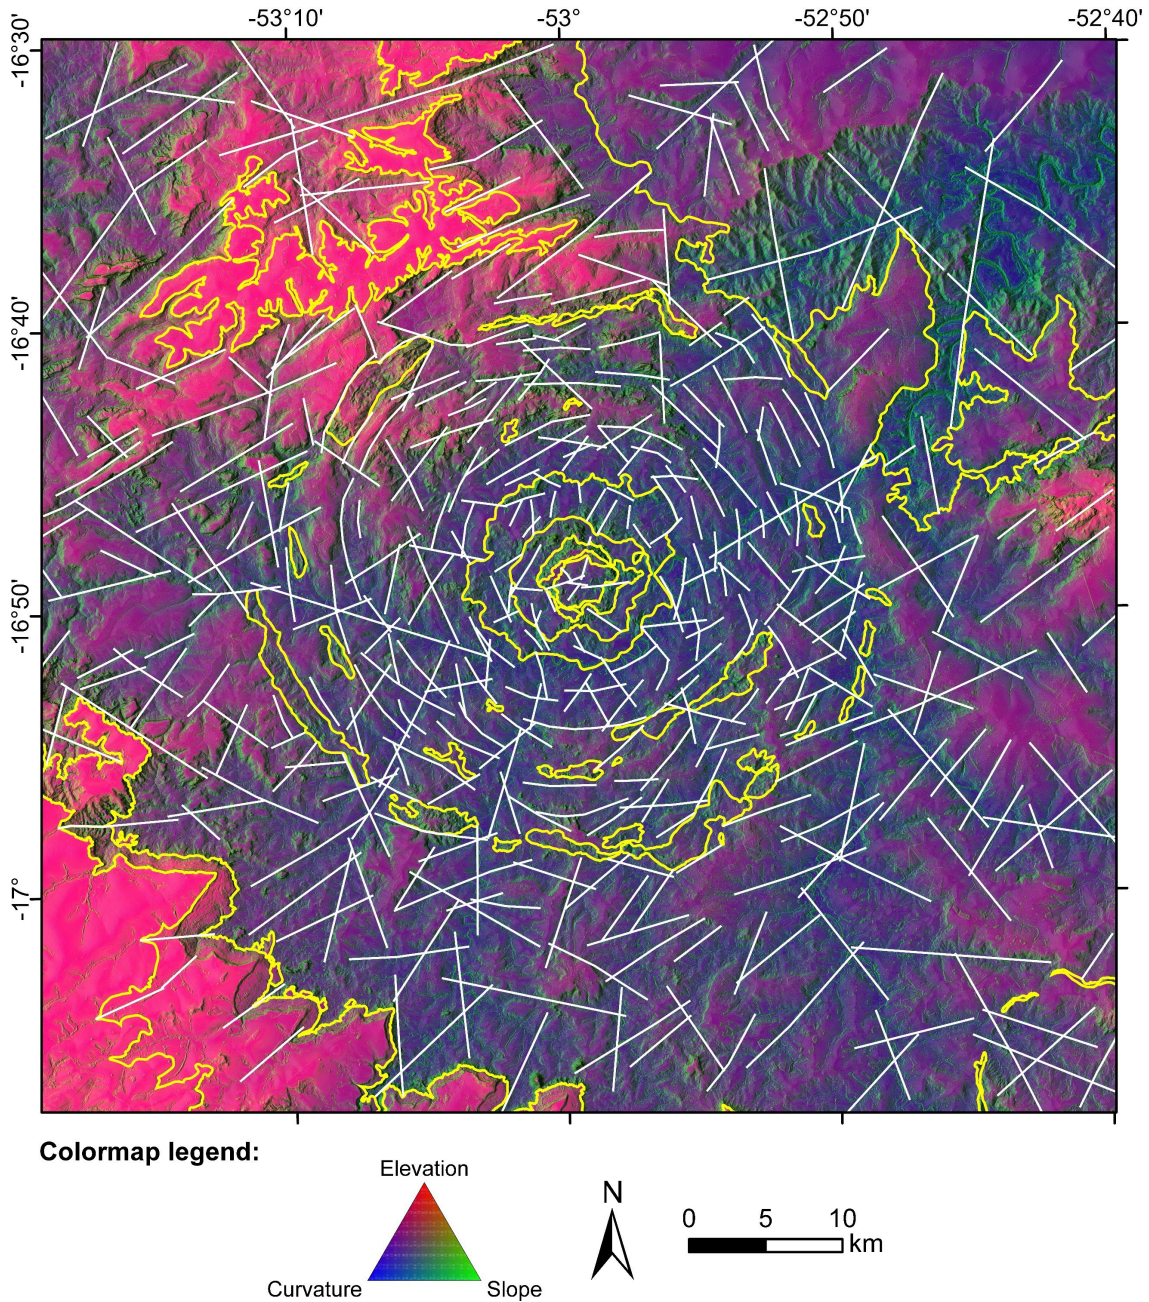 -53°10' -53° -52°50' -52°40'
-16°30'
-16°40'
-16°50'
-17°
Colormap legend:
Elevation
Curvature Slope
N
0 5 10
km